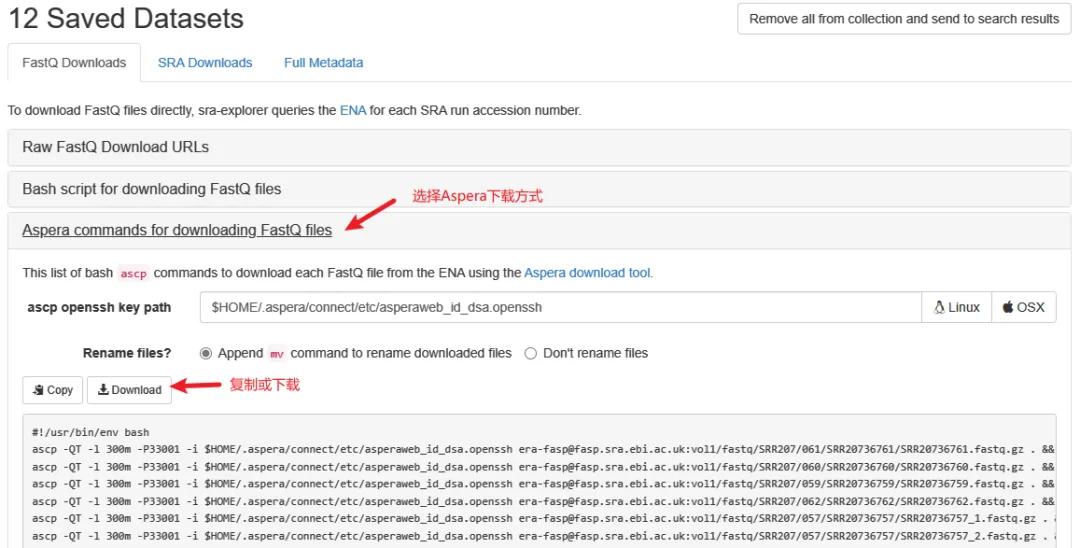 12 Saved Datasets
Remove all from collection and send to search results
FastQ Downloads
SRA Downloads
Full Metadata
To download FastQ files directly, sra-explorer queries the ENA for each SRA run accession number.
Raw FastQ Download URLs
Bash script for downloading FastQ files
选择Aspera下载方式
Aspera commands for downloading FastQ files
This list of bash ascp commands to download each FastQ file from the ENA using the Aspera download tool.
ascp openssh key path
$HOME/.aspera/connect/etc/asperaweb_id_dsa.openssh
Linux
OSX
Rename files?
Append mv command to rename downloaded files
Don't rename files
Copy
Download
复制或下载
#!/usr/bin/env bash
ascp -QT -l 300m -P33001 -i $HOME/.aspera/connect/etc/asperaweb_id_dsa.openssh era-fasp@fasp.sra.ebi.ac.uk:vol1/fastq/SRR207/061/SRR20736761/SRR20736761.fastq.gz . &&
ascp -QT -l 300m -P33001 -i $HOME/.aspera/connect/etc/asperaweb_id_dsa.openssh era-fasp@fasp.sra.ebi.ac.uk:vol1/fastq/SRR207/060/SRR20736760/SRR20736760.fastq.gz . &&
ascp -QT -l 300m -P33001 -i $HOME/.aspera/connect/etc/asperaweb_id_dsa.openssh era-fasp@fasp.sra.ebi.ac.uk:vol1/fastq/SRR207/059/SRR20736759/SRR20736759.fastq.gz . &&
ascp -QT -l 300m -P33001 -i $HOME/.aspera/connect/etc/asperaweb_id_dsa.openssh era-fasp@fasp.sra.ebi.ac.uk:vol1/fastq/SRR207/062/SRR20736762/SRR20736762.fastq.gz . &&
ascp -QT -l 300m -P33001 -i $HOME/.aspera/connect/etc/asperaweb_id_dsa.openssh era-fasp@fasp.sra.ebi.ac.uk:vol1/fastq/SRR207/057/SRR20736757/SRR20736757_1.fastq.gz .
ascp -QT -l 300m -P33001 -i $HOME/.aspera/connect/etc/asperaweb_id_dsa.openssh era-fasp@fasp.sra.ebi.ac.uk:vol1/fastq/SRR207/057/SRR20736757/SRR20736757_2.fastq.gz .